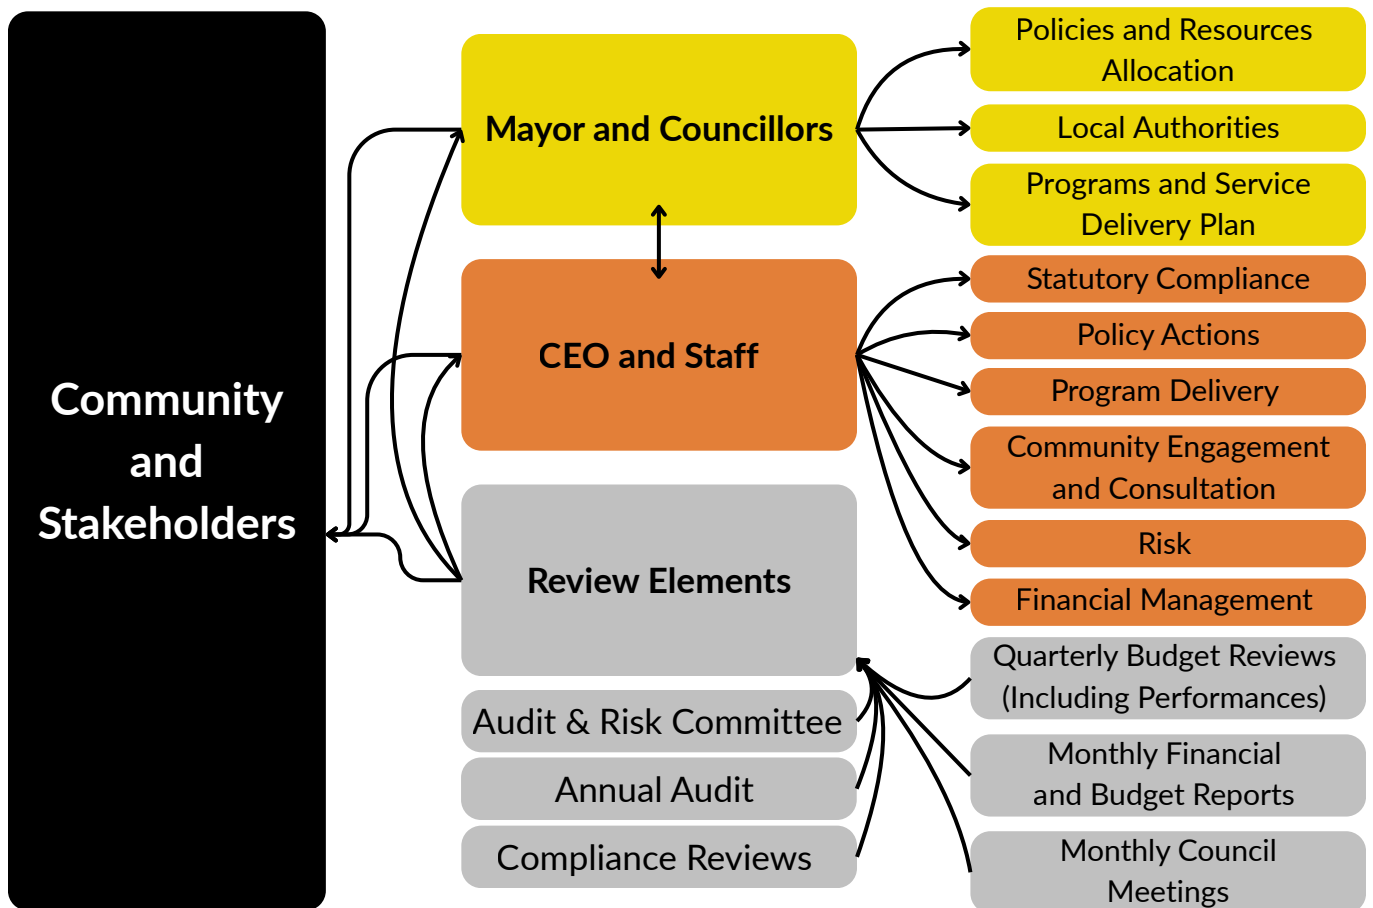 Community
and
Stakeholders
Mayor and Councillors
CEO and Staff
Review Elements
Audit & Risk Committee
Annual Audit
Compliance Reviews
Policies and Resources
Allocation
Local Authorities
Programs and Service
Delivery Plan
Statutory Compliance
Policy Actions
Program Delivery
Community Engagement
and Consultation
Risk
Financial Management
Quarterly Budget Reviews
(Including Performances)
Monthly Financial
and Budget Reports
Monthly Council
Meetings